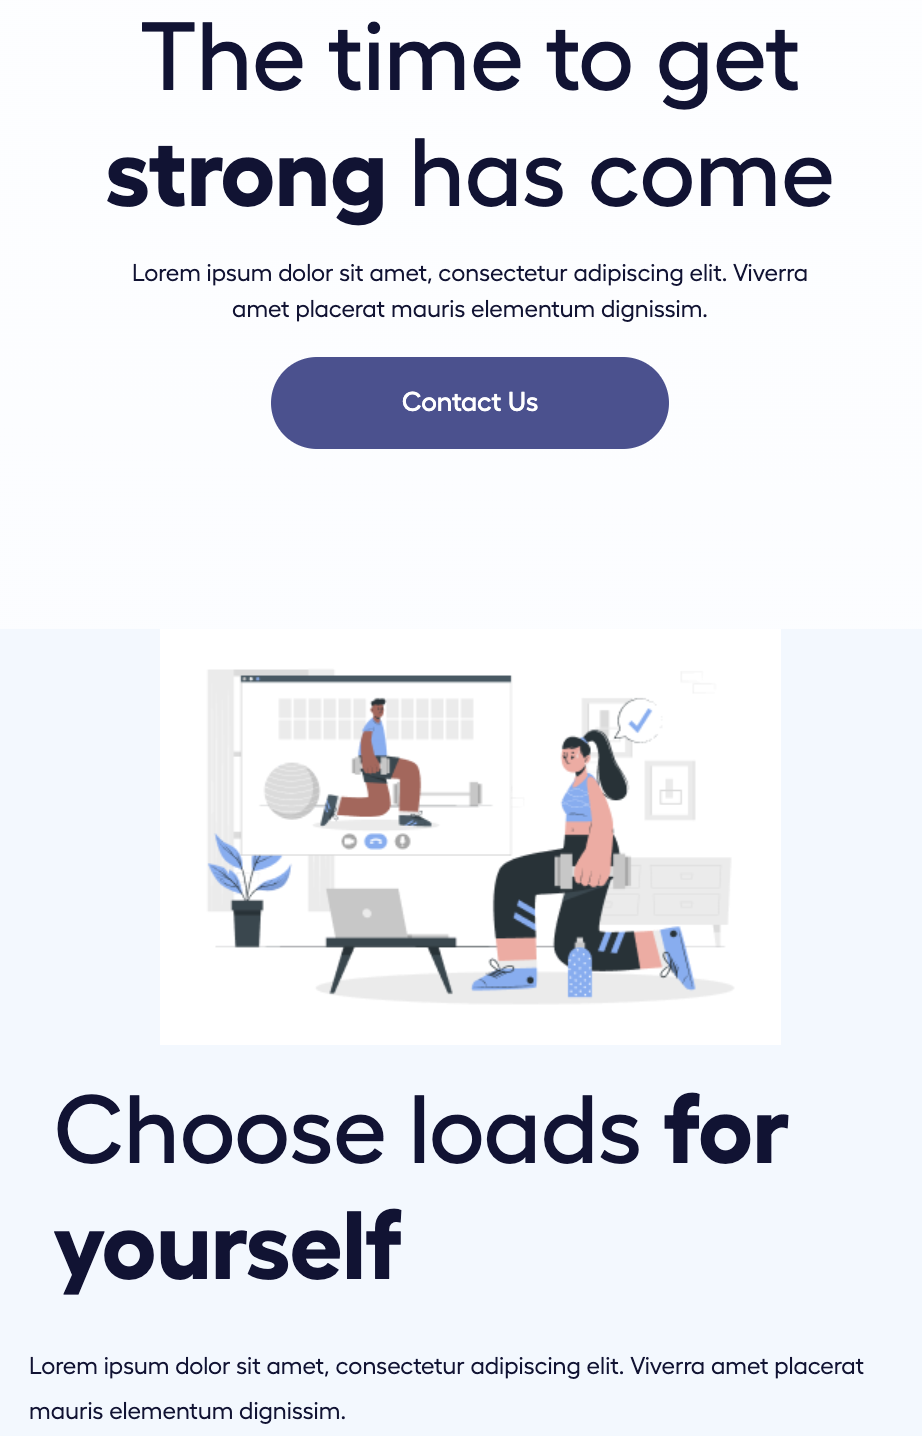 The time to get
strong has come
Lorem ipsum dolor sit amet, consectetur adipiscing elit. Viverra
amet placerat mauris elementum dignissim.
Contact Us
Choose loads for
yourself
Lorem ipsum dolor sit amet, consectetur adipiscing elit. Viverra amet placerat
mauris elementum dignissim.